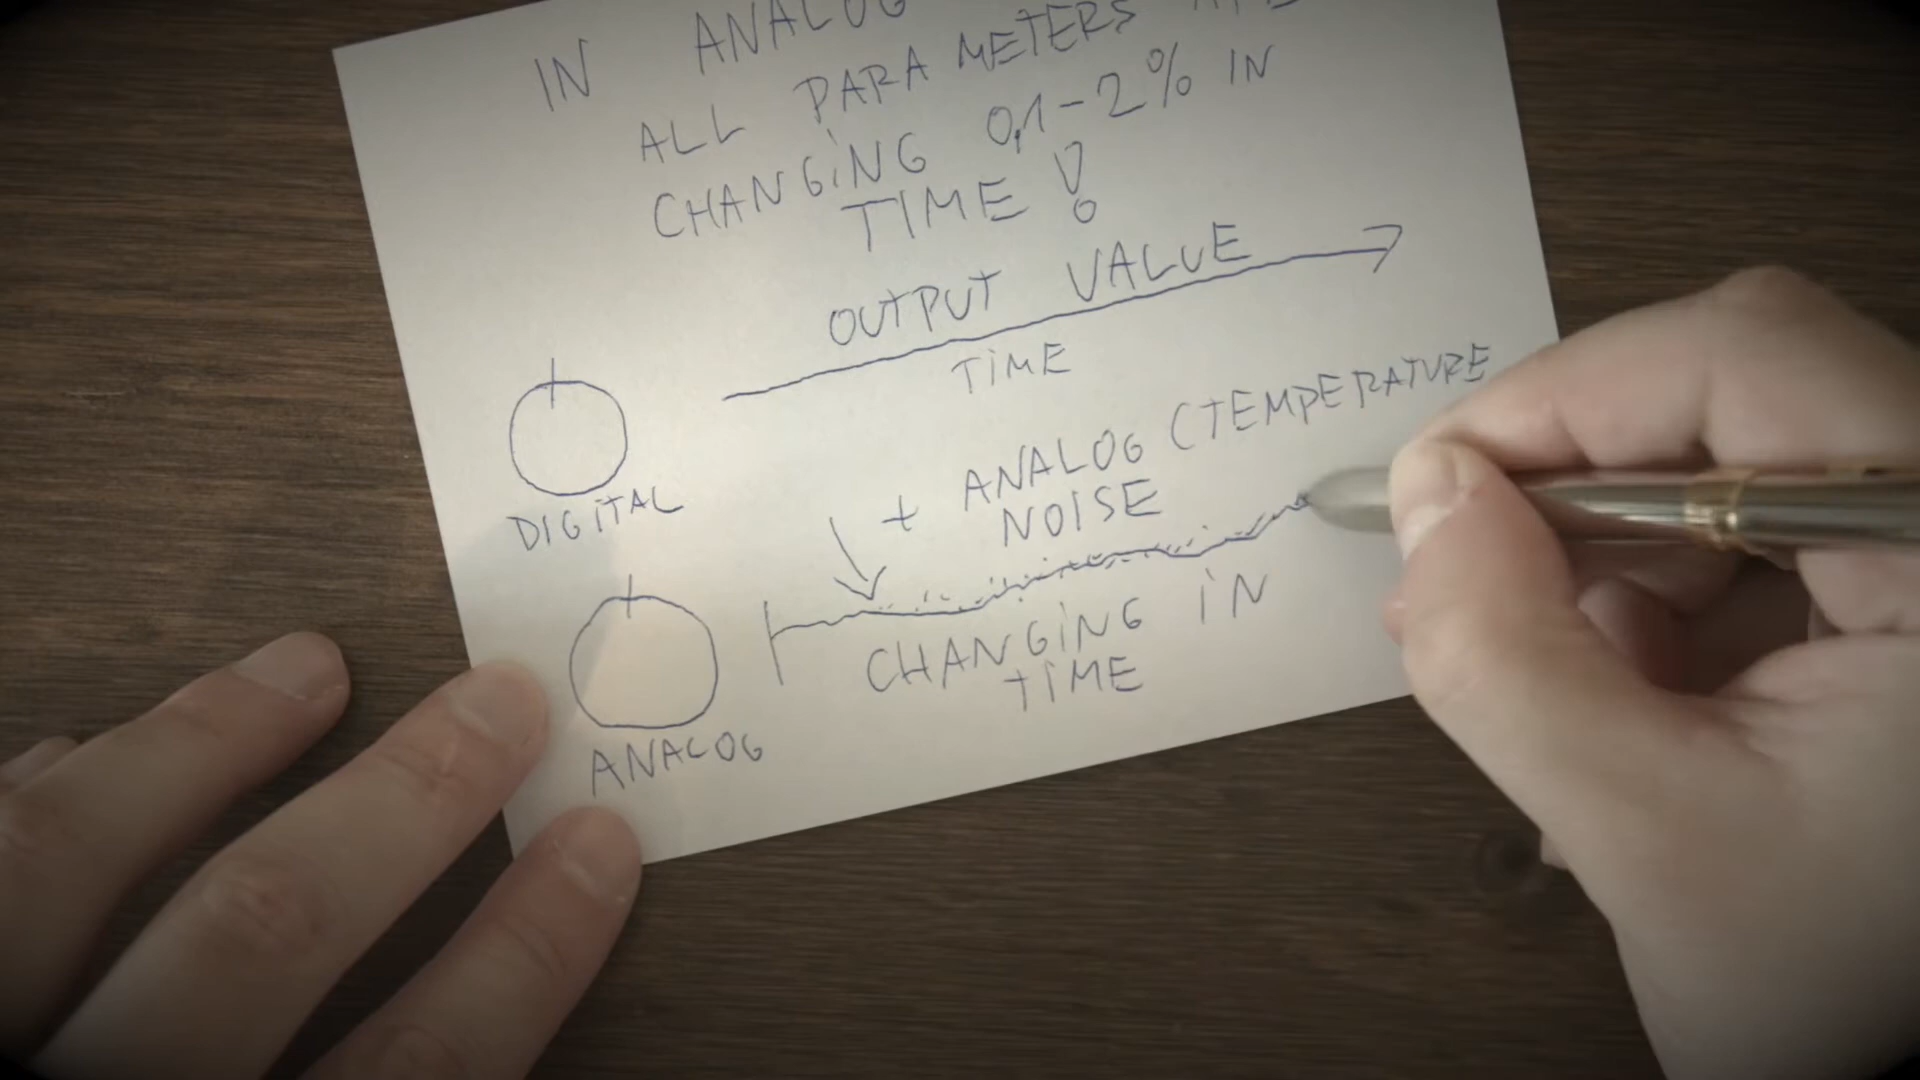 IN ANALOG
ALL PARAMETERS ARE
CHANGING 0,1-2% IN
TIME!
OUTPUT VALUE
TIME
DIGITAL
+ ANALOG (TEMPERATURE
NOISE
CHANGING IN
TIME
ANALOG